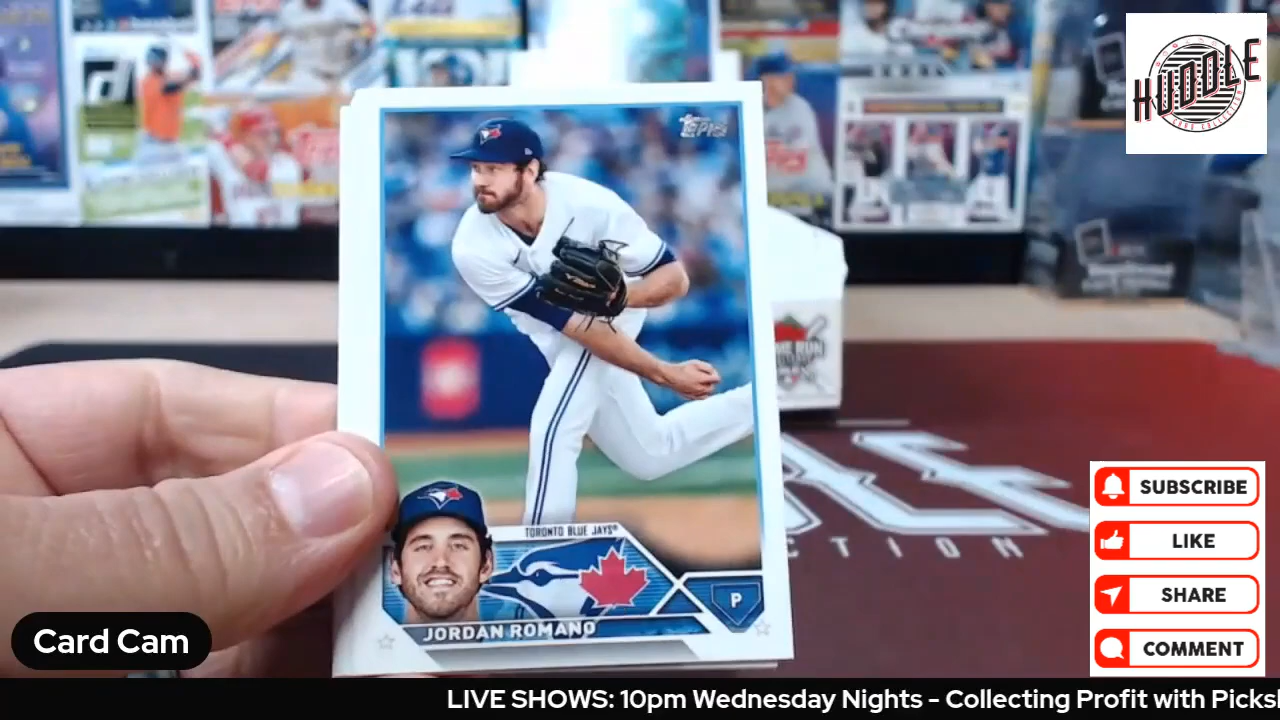 HUDDLE
Topps
TORONTO BLUE JAYS®
P
JORDAN ROMANO
CTION
SUBSCRIBE
LIKE
SHARE
COMMENT
Card Cam
LIVE SHOWS: 10pm Wednesday Nights - Collecting Profit with Picks!